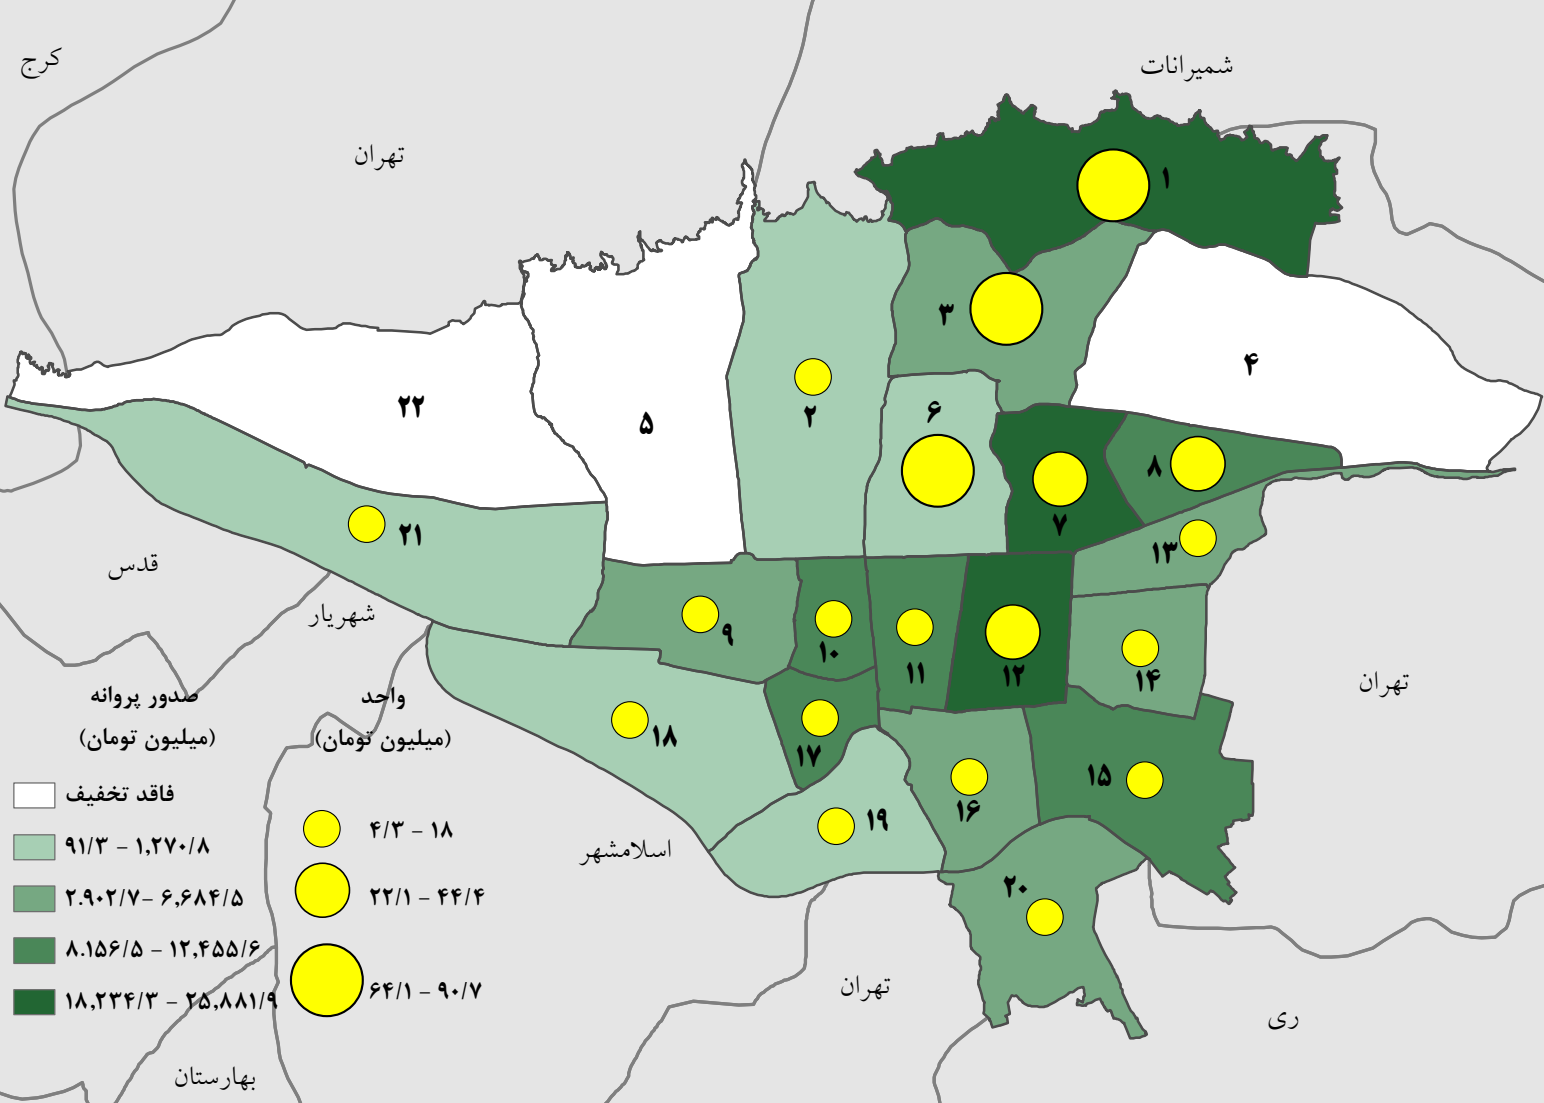 کرج
شمیرانات
تهران
۱
۳
۴
۲۲
۵
۲
۶
۸
۷
۲۱
۱۳
قدس
شهریار
۹
۱۰
۱۱
۱۲
۱۴
تهران
صدور پروانه
(میلیون تومان)
واحد
(میلیون تومان)
۱۸
۱۷
۱۵
۱۶
۱۹
فاقد تخفیف
۹۱/۳ - ۱,۲۷۰/۸
۲.۹۰۲/۷- ۶,۶۸۴/۵
۸.۱۵۶/۵ - ۱۲,۴۵۵/۶
۱۸,۲۳۴/۳ - ۲۵,۸۸۱/۹
۴/۳ - ۱۸
۲۲/۱ - ۴۴/۴
۶۴/۱ - ۹۰/۷
اسلامشهر
۲۰
تهران
ری
بهارستان